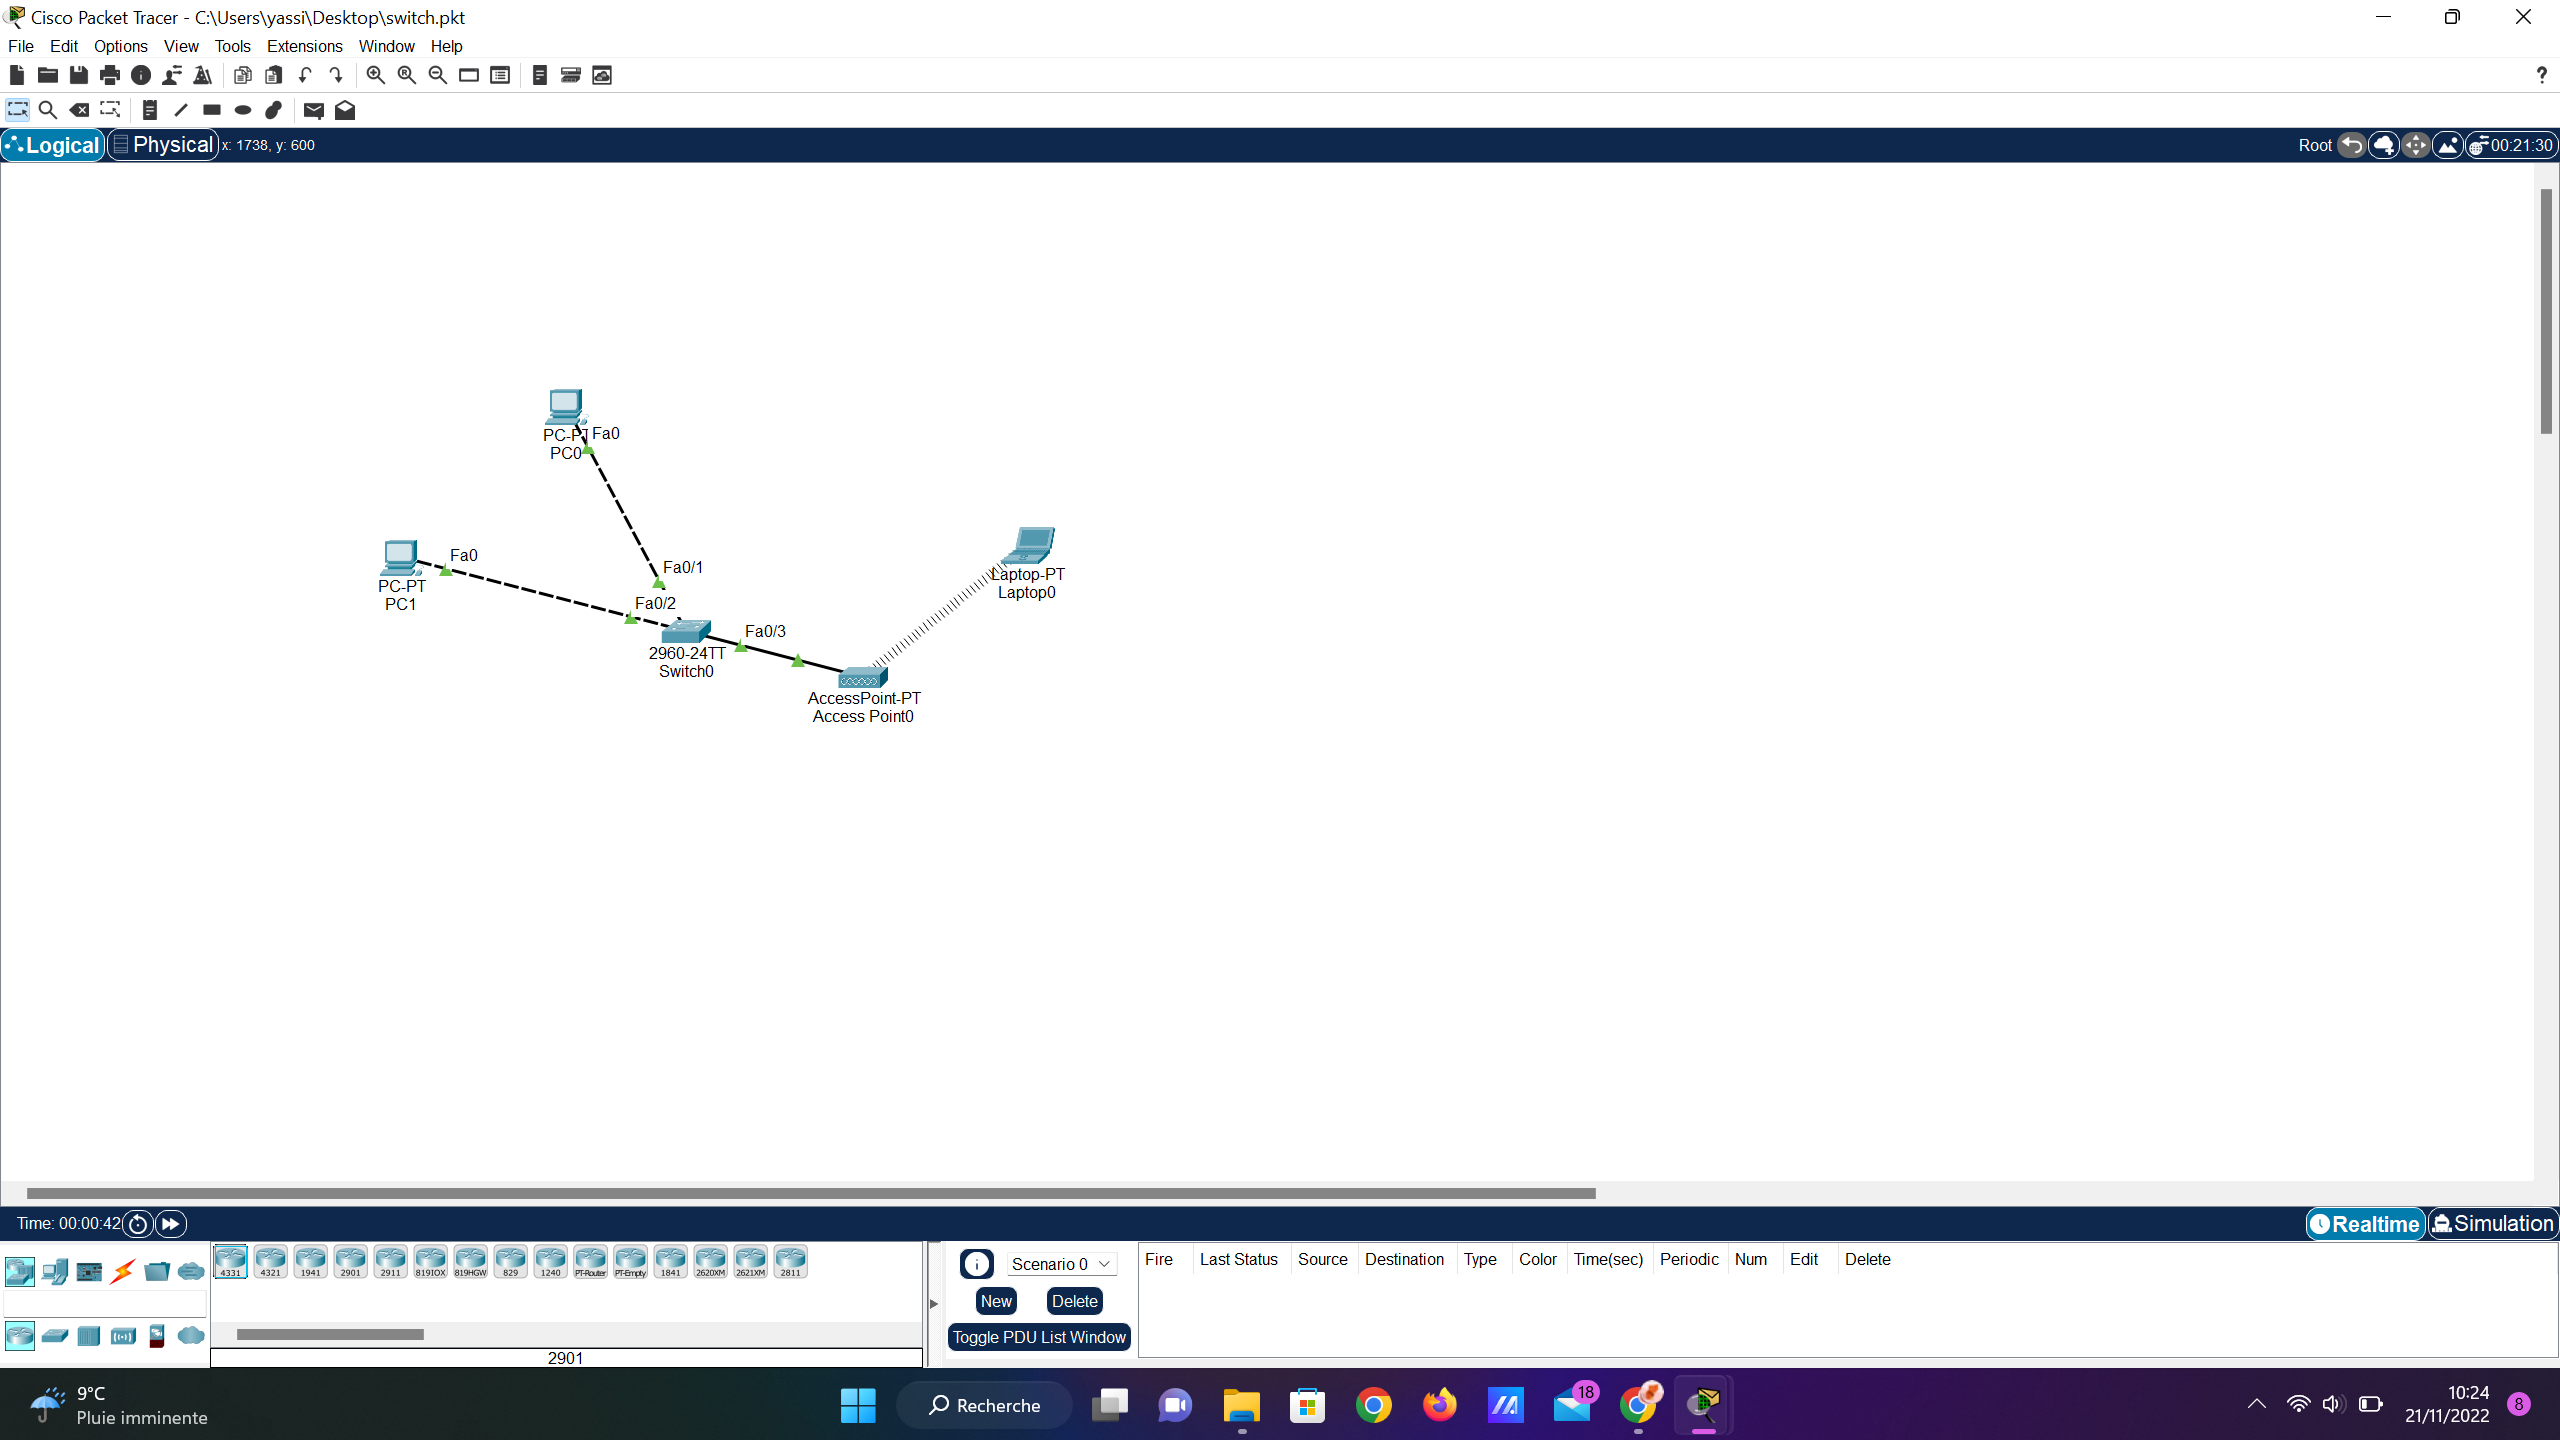 Cisco Packet Tracer - C:\Users\yassi\Desktop\switch.pkt
File Edit Options View Tools Extensions Window Help
?
Logical Physical x: 1738, y: 600 Root 00:21:30
PC-PT Fa0
PC0
Fa0
PC-PT
PC1
Fa0/1
Fa0/2
Fa0/3
2960-24TT
Switch0
Laptop-PT
Laptop0
AccessPoint-PT
Access Point0
Time: 00:00:42 Realtime Simulation
4331 4321 1941 2901 2911 819IOX 819HGW 829 1240 PT-Router PT-Empty 1841 2620XM 2621XM 2811
2901
Scenario 0
New Delete
Toggle PDU List Window
Fire Last Status Source Destination Type Color Time(sec) Periodic Num Edit Delete
9°C
Pluie imminente
Recherche
18
10:24
21/11/2022
8